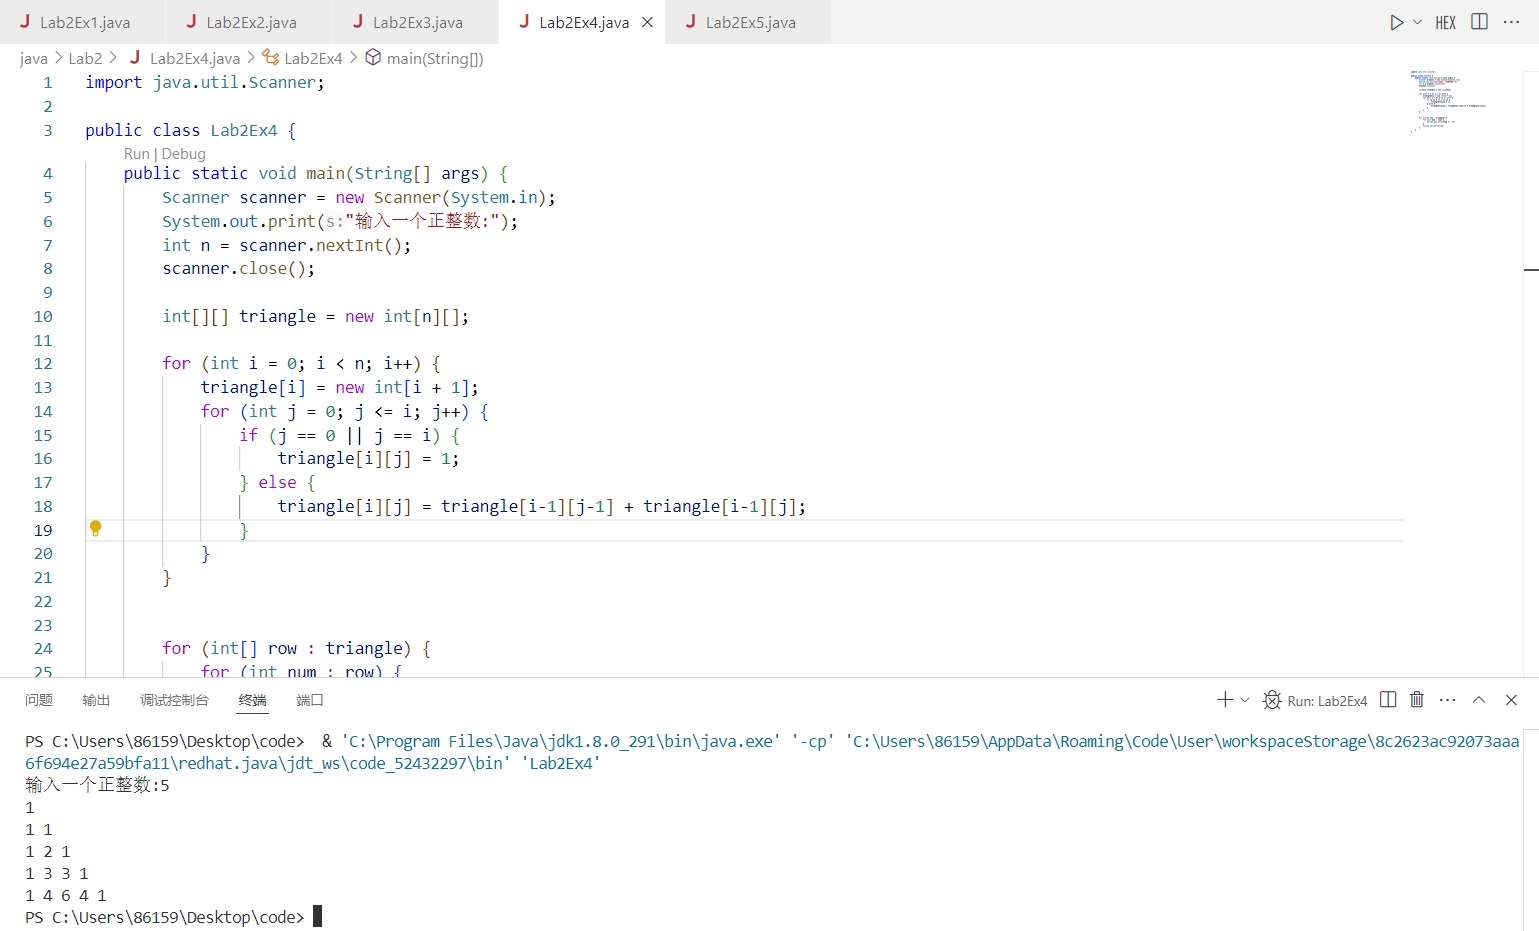 J Lab2Ex1.java J Lab2Ex2.java J Lab2Ex3.java J Lab2Ex4.java J Lab2Ex5.java HEX
java > Lab2 > J Lab2Ex4.java > Lab2Ex4 > main(String[])
1 import java.util.Scanner;
2
3 public class Lab2Ex4 {
Run | Debug
4 public static void main(String[] args) {
5 Scanner scanner = new Scanner(System.in);
6 System.out.print(s:"输入一个正整数:");
7 int n = scanner.nextInt();
8 scanner.close();
9
10 int[][] triangle = new int[n][];
11
12 for (int i = 0; i < n; i++) {
13 triangle[i] = new int[i + 1];
14 for (int j = 0; j <= i; j++) {
15 if (j == 0 || j == i) {
16 triangle[i][j] = 1;
17 } else {
18 triangle[i][j] = triangle[i-1][j-1] + triangle[i-1][j];
19 }
20 }
21 }
22
23
24 for (int[] row : triangle) {
25 for (int num : row) {
问题 输出 调试控制台 终端 端口 Run: Lab2Ex4
PS C:\Users\86159\Desktop\code> & 'C:\Program Files\Java\jdk1.8.0_291\bin\java.exe' '-cp' 'C:\Users\86159\AppData\Roaming\Code\User\workspaceStorage\8c2623ac92073aaa
6f694e27a59bfa11\redhat.java\jdt_ws\code_52432297\bin' 'Lab2Ex4'
输入一个正整数:5
1
1 1
1 2 1
1 3 3 1
1 4 6 4 1
PS C:\Users\86159\Desktop\code>